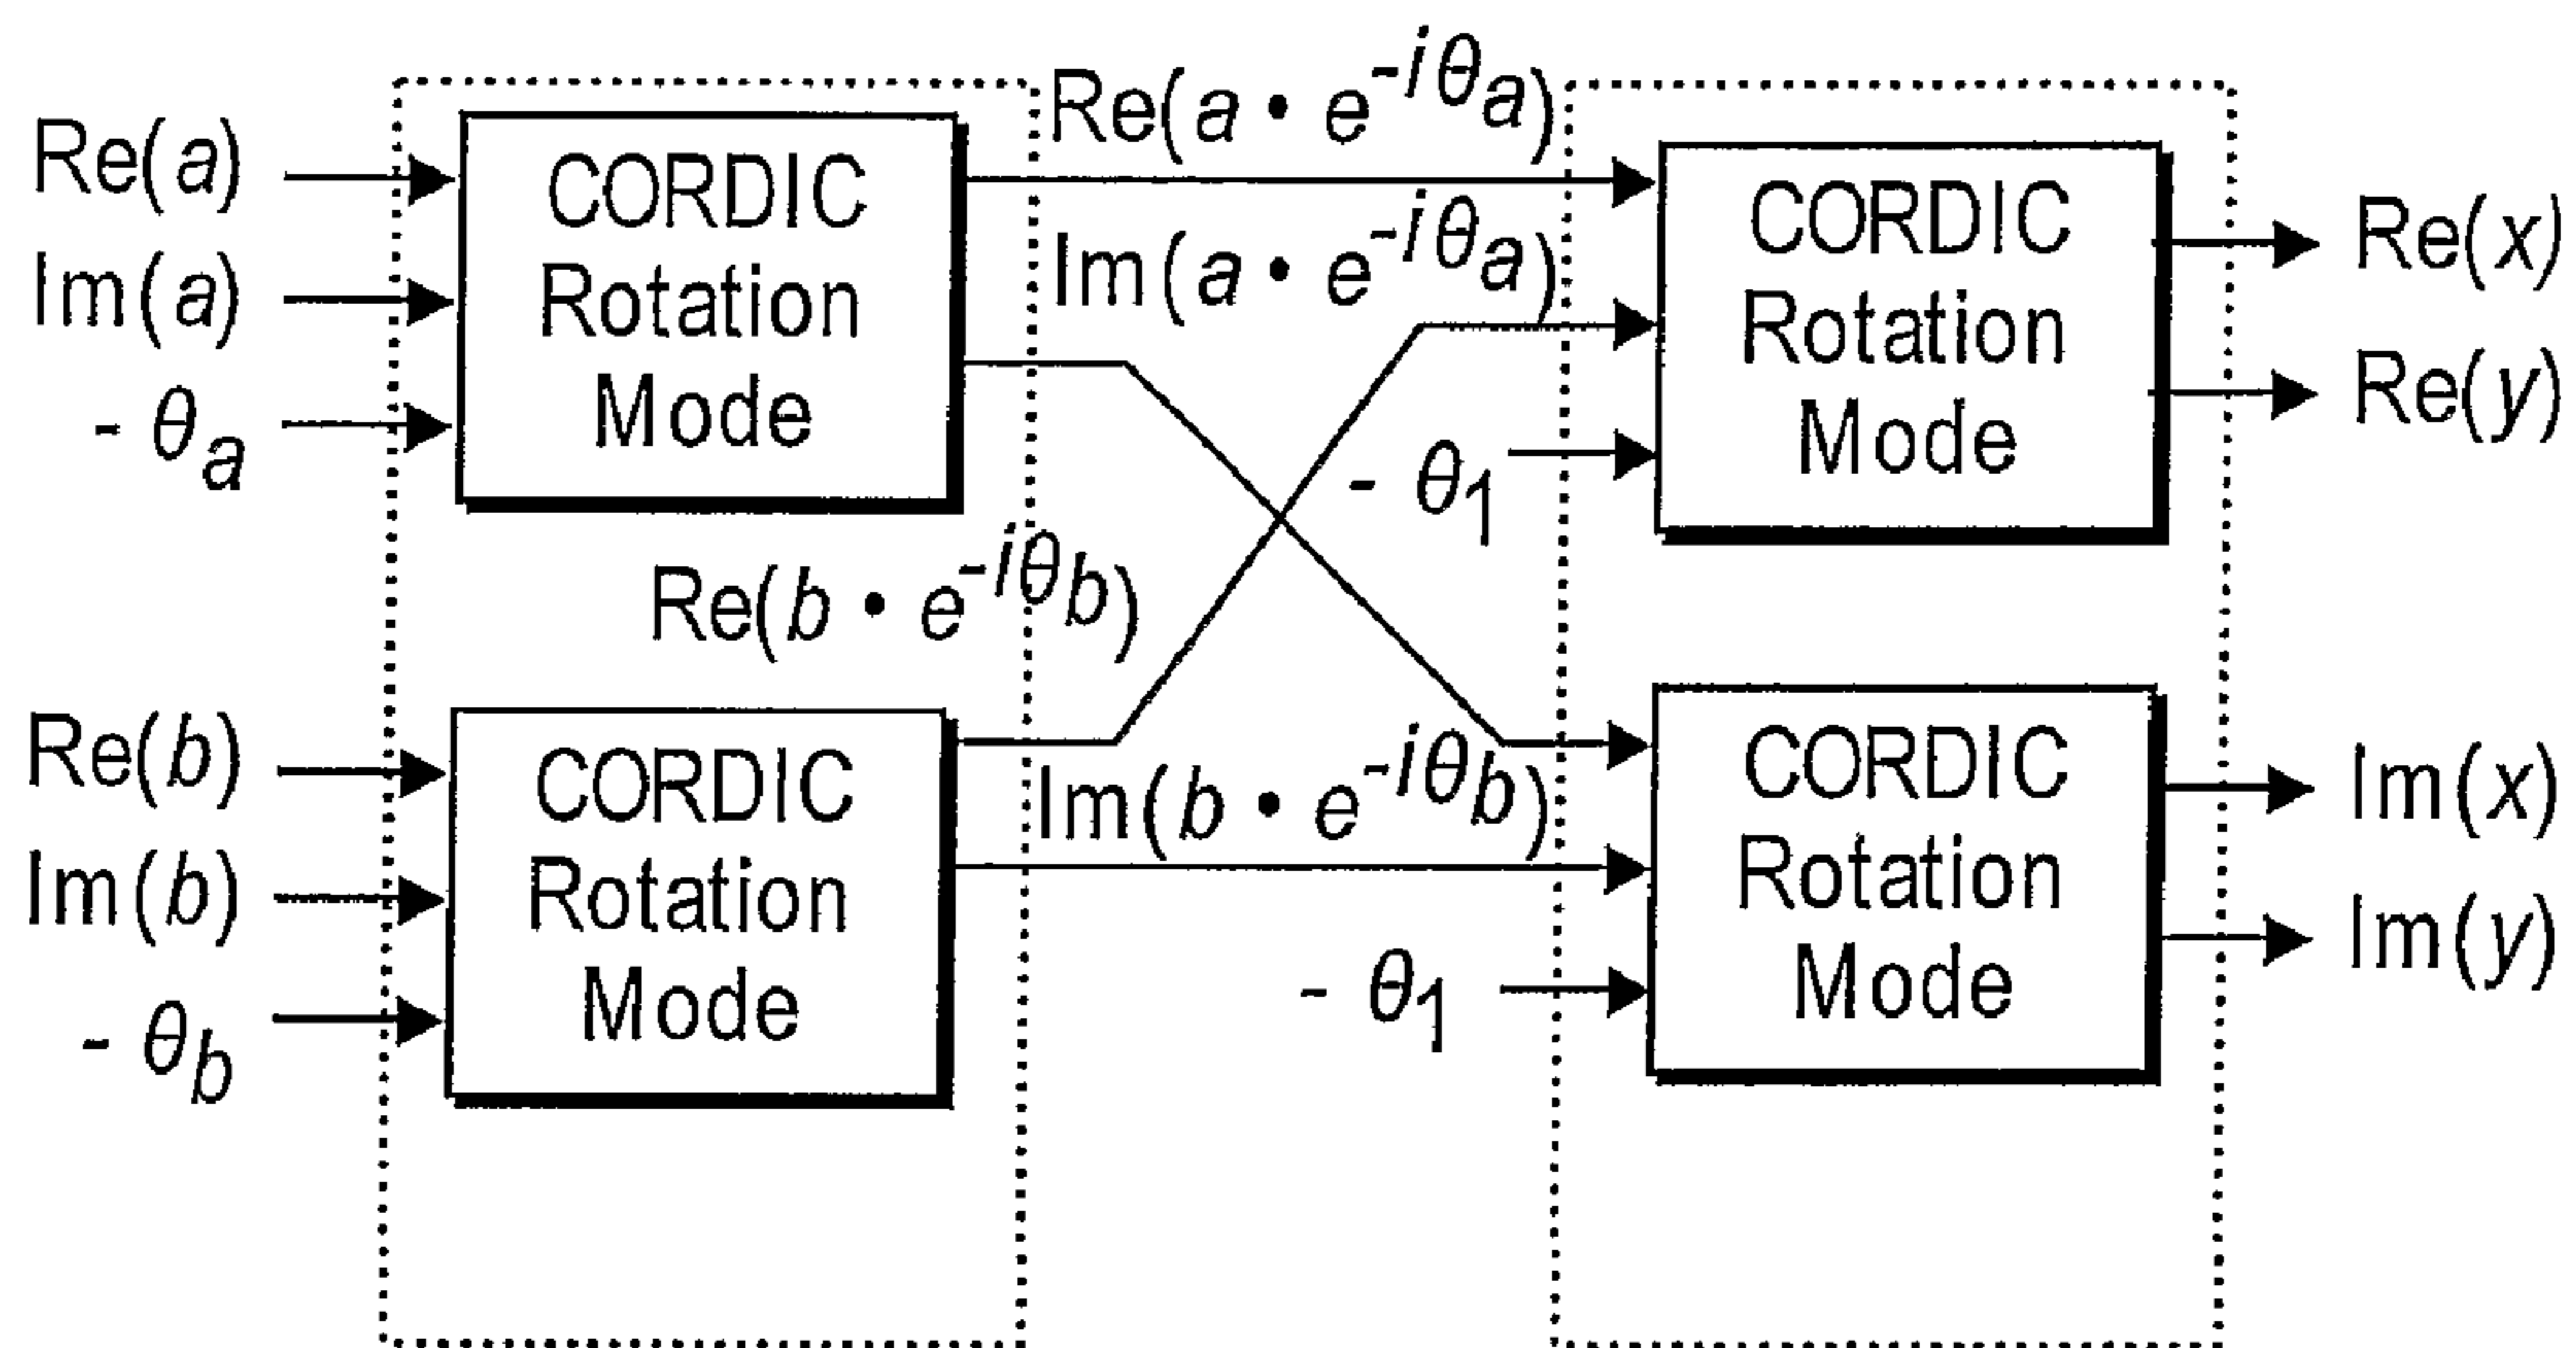 Re(a)
Im(a)
- θa
CORDIC
Rotation
Mode
Re(a • e-iθa)
Im(a • e-iθa)
- θ1
CORDIC
Rotation
Mode
Re(x)
Re(y)
Re(b • e-iθb)
Re(b)
Im(b)
- θb
CORDIC
Rotation
Mode
Im(b • e-iθb)
- θ1
CORDIC
Rotation
Mode
Im(x)
Im(y)